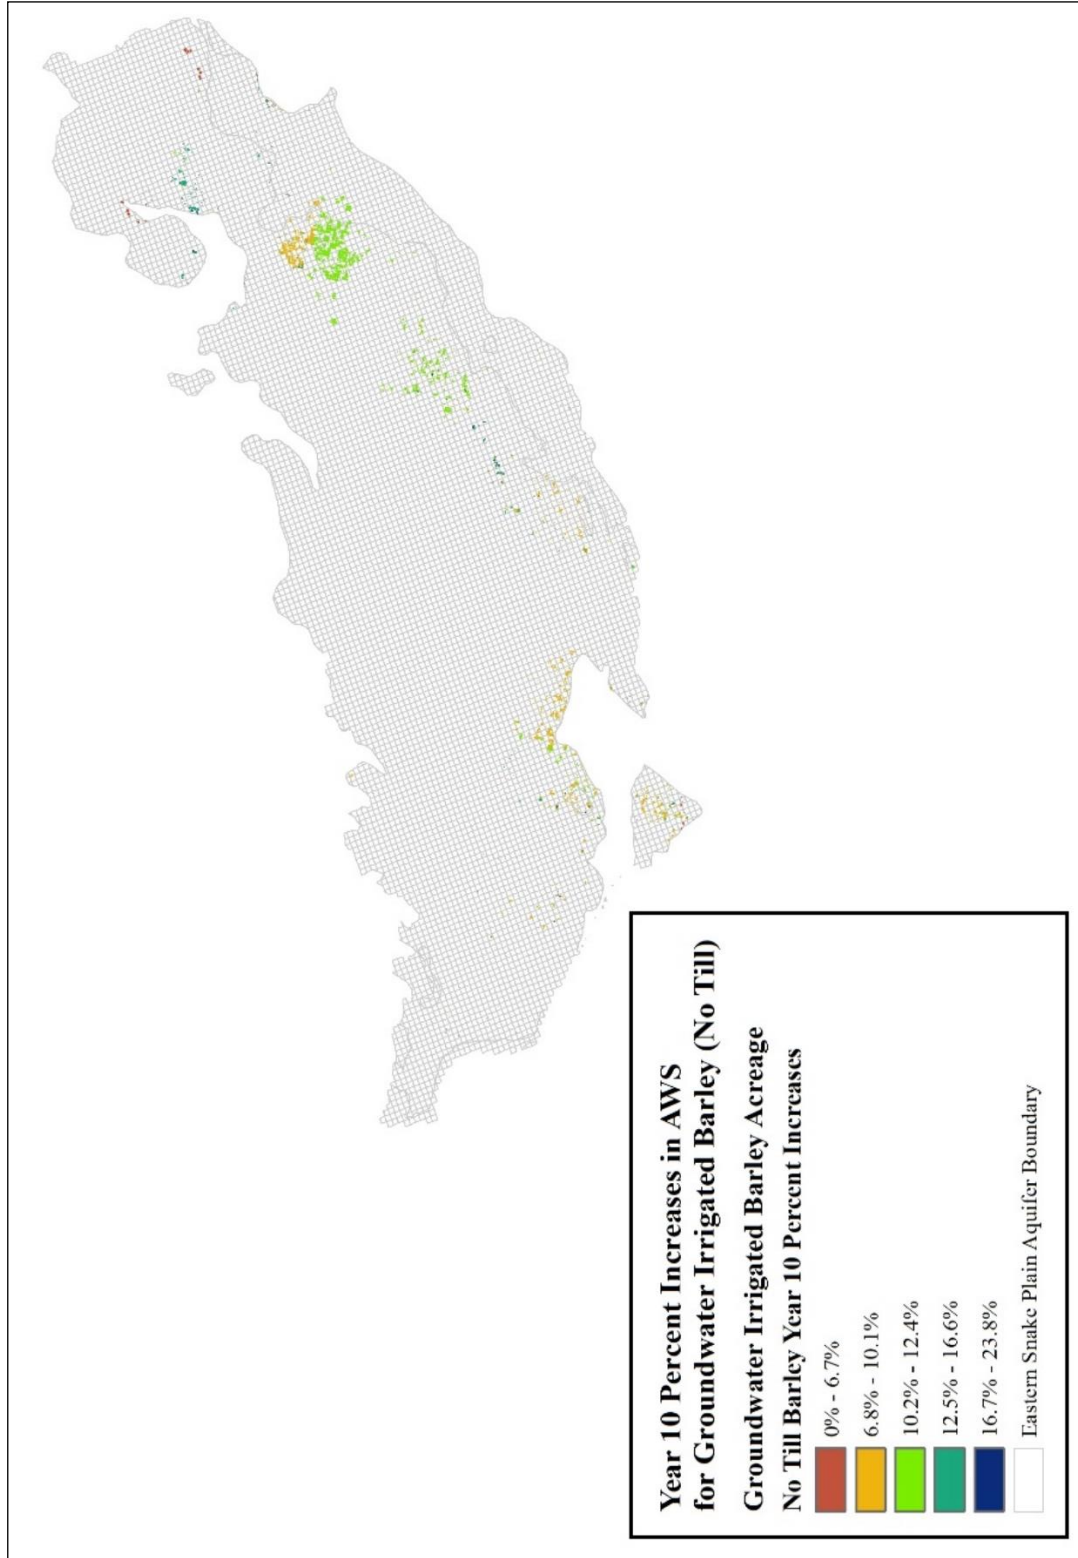 Year 10 Percent Increases in AWS
for Groundwater Irrigated Barley (No Till)
Groundwater Irrigated Barley Acreage
No Till Barley Year 10 Percent Increases
0% - 6.7%
6.8% - 10.1%
10.2% - 12.4%
12.5% - 16.6%
16.7% - 23.8%
Eastern Snake Plain Aquifer Boundary